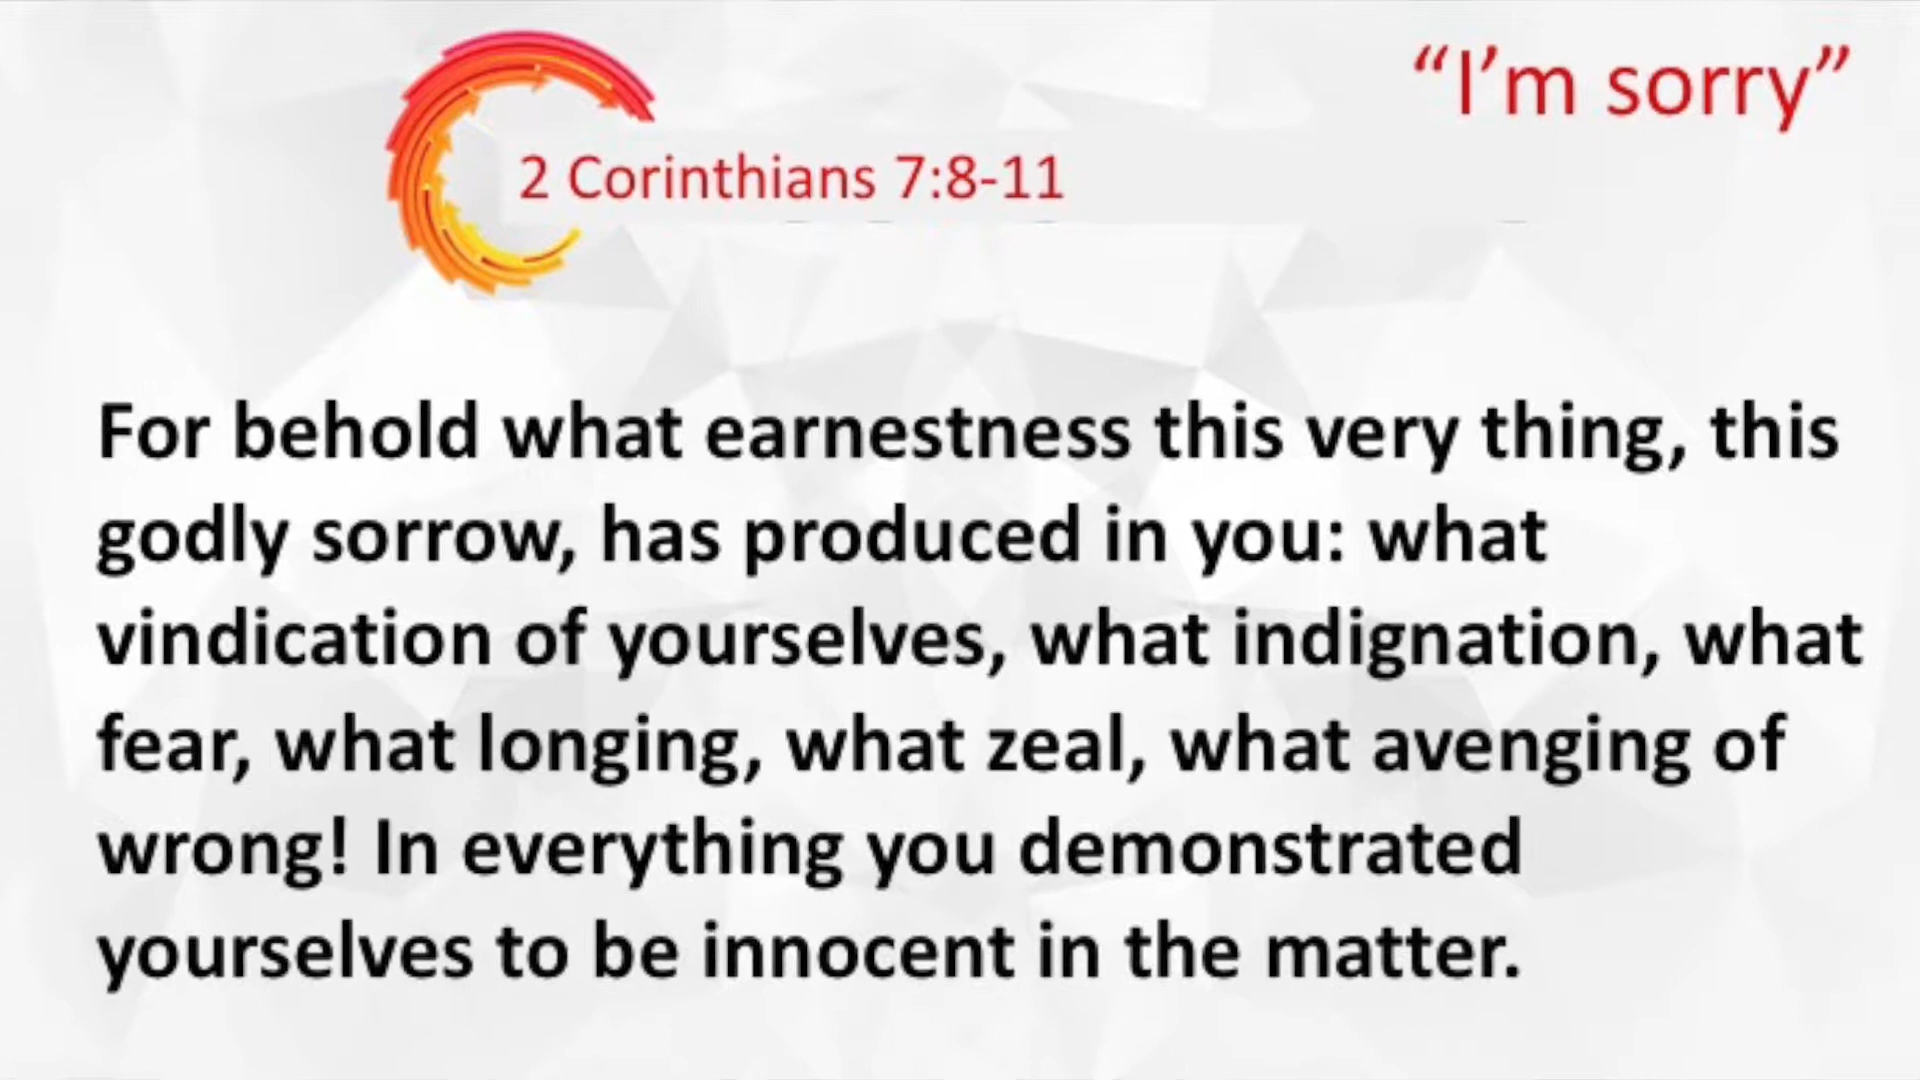 “I’m sorry”
2 Corinthians 7:8-11
For behold what earnestness this very thing, this
godly sorrow, has produced in you: what
vindication of yourselves, what indignation, what
fear, what longing, what zeal, what avenging of
wrong! In everything you demonstrated
yourselves to be innocent in the matter.